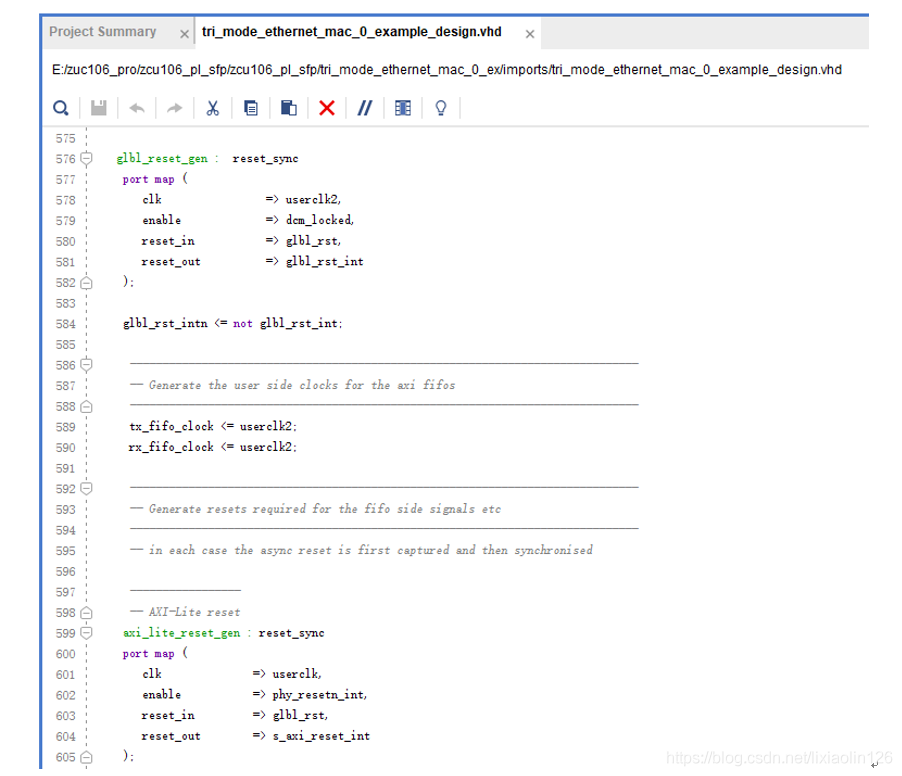 Project Summary × tri_mode_ethernet_mac_0_example_design.vhd ×
E:/zuc106_pro/zcu106_pl_sfp/zcu106_pl_sfp/tri_mode_ethernet_mac_0_ex/imports/tri_mode_ethernet_mac_0_example_design.vhd
575
576 glbl_reset_gen : reset_sync
577 port map (
578 clk => userclk2,
579 enable => dcm_locked,
580 reset_in => glbl_rst,
581 reset_out => glbl_rst_int
582 );
583
584 glbl_rst_intn <= not glbl_rst_int;
585
586 ------------------------------------------------------------------------------
587 -- Generate the user side clocks for the axi fifos
588 ------------------------------------------------------------------------------
589 tx_fifo_clock <= userclk2;
590 rx_fifo_clock <= userclk2;
591
592 ------------------------------------------------------------------------------
593 -- Generate resets required for the fifo side signals etc
594 ------------------------------------------------------------------------------
595 -- in each case the async reset is first captured and then synchronised
596
597 -----------------
598 -- AXI-Lite reset
599 axi_lite_reset_gen : reset_sync
600 port map (
601 clk => userclk,
602 enable => phy_resetn_int,
603 reset_in => glbl_rst,
604 reset_out => s_axi_reset_int
605 );
https://blog.csdn.net/lixiaolin126